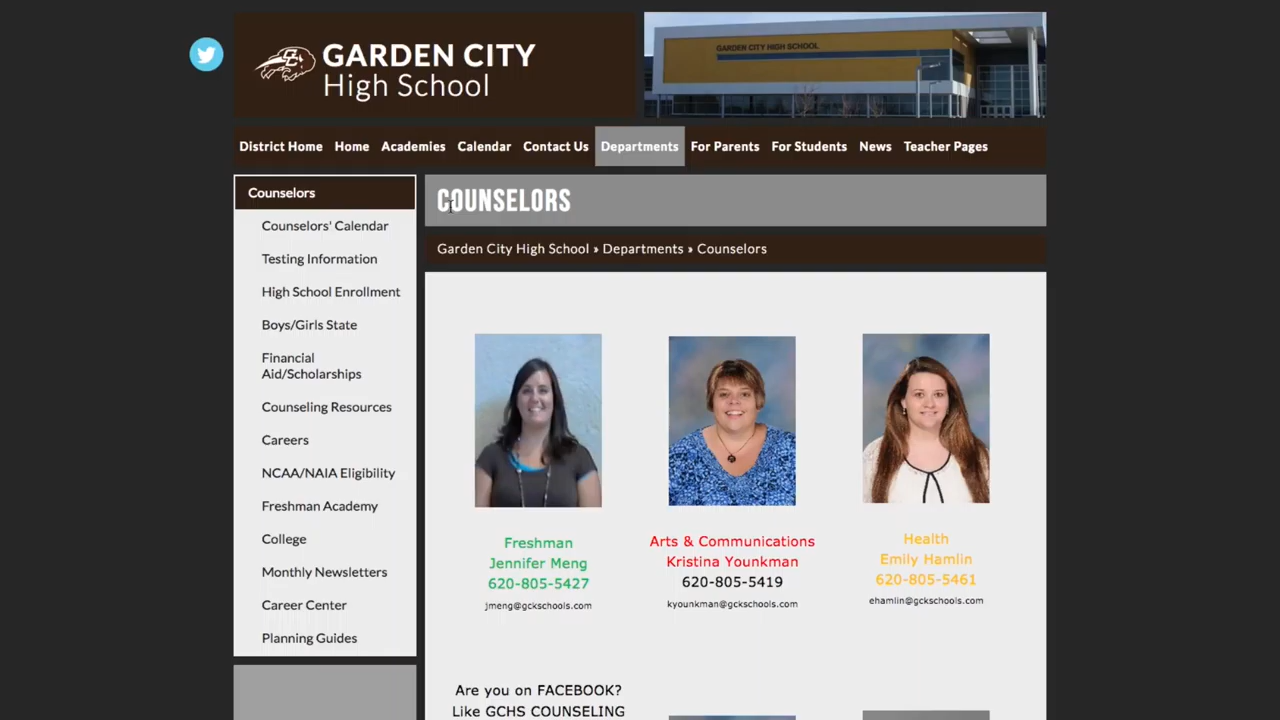 GARDEN CITY
High School
GARDEN CITY HIGH SCHOOL
District Home Home Academies Calendar Contact Us Departments For Parents For Students News Teacher Pages
Counselors
Counselors' Calendar
Testing Information
High School Enrollment
Boys/Girls State
Financial
Aid/Scholarships
Counseling Resources
Careers
NCAA/NAIA Eligibility
Freshman Academy
College
Monthly Newsletters
Career Center
Planning Guides
COUNSELORS
Garden City High School » Departments » Counselors
Freshman
Jennifer Meng
620-805-5427
jmeng@gckschools.com
Arts & Communications
Kristina Younkman
620-805-5419
kyounkman@gckschools.com
Health
Emily Hamlin
620-805-5461
ehamlin@gckschools.com
Are you on FACEBOOK?
Like GCHS COUNSELING